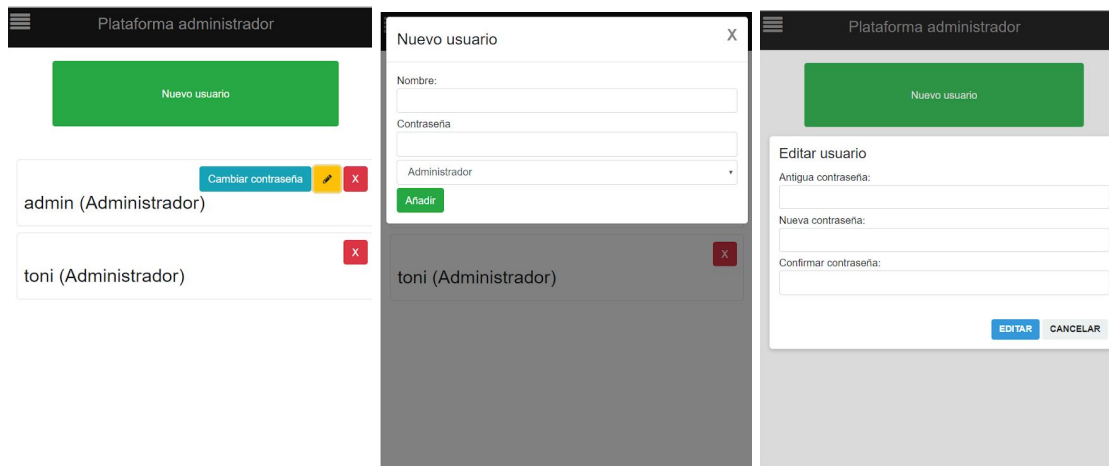 Plataforma administrador
Nuevo usuario
Cambiar contraseña
X
admin (Administrador)
X
toni (Administrador)
Nuevo usuario
X
Nombre:
Contraseña
Administrador
Añadir
X
toni (Administrador)
Plataforma administrador
Nuevo usuario
Editar usuario
Antigua contraseña:
Nueva contraseña:
Confirmar contraseña:
EDITAR CANCELAR